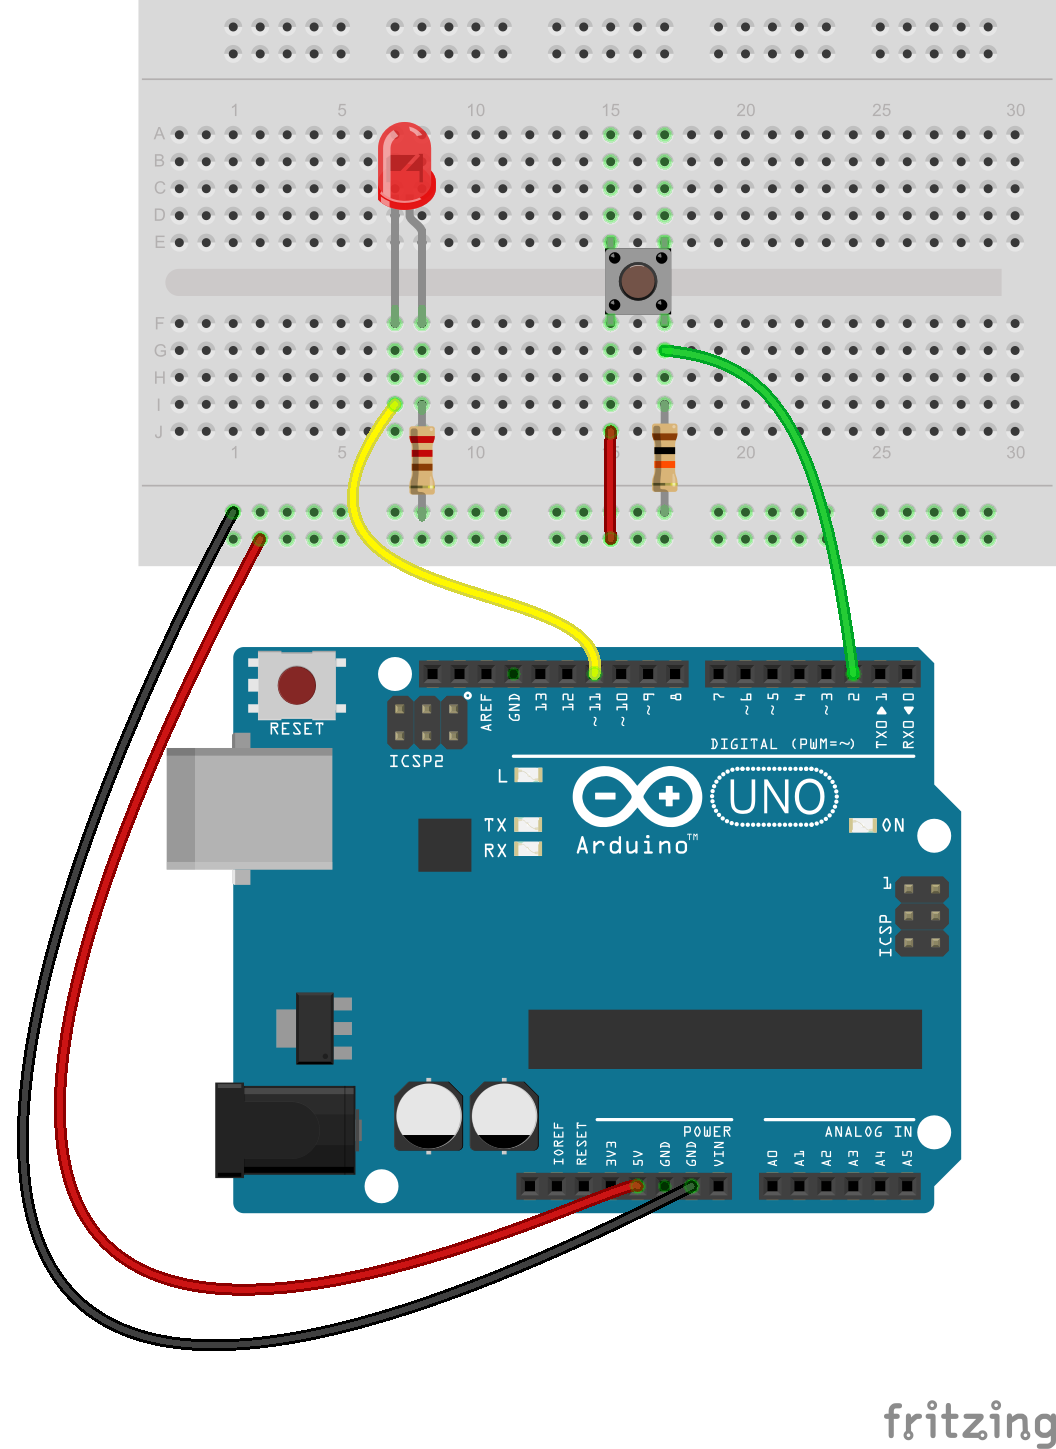 1 5 10 15 20 25 30
A
B
C
D
E
F
G
H
I
J
1 5 10 15 20 25 30
RESET
ICSP2
AREF
GND
13
12
~11
~10
~9
8
7
~6
~5
4
~3
2
TX0▶1
RX0◀0
DIGITAL (PWM=~)
L
TX
RX
UNO
Arduino™
ON
1
ICSP
IOREF
RESET
3V3
5V
GND
GND
VIN
POWER
ANALOG IN
A0
A1
A2
A3
A4
A5
fritzing